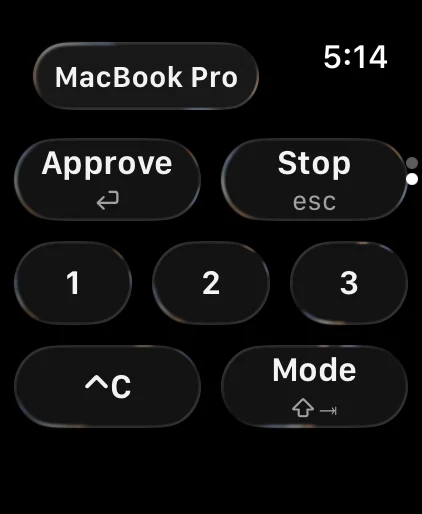 MacBook Pro
5:14
Approve
⏎
Stop
esc
1
2
3
^C
Mode
⇧ ⇥